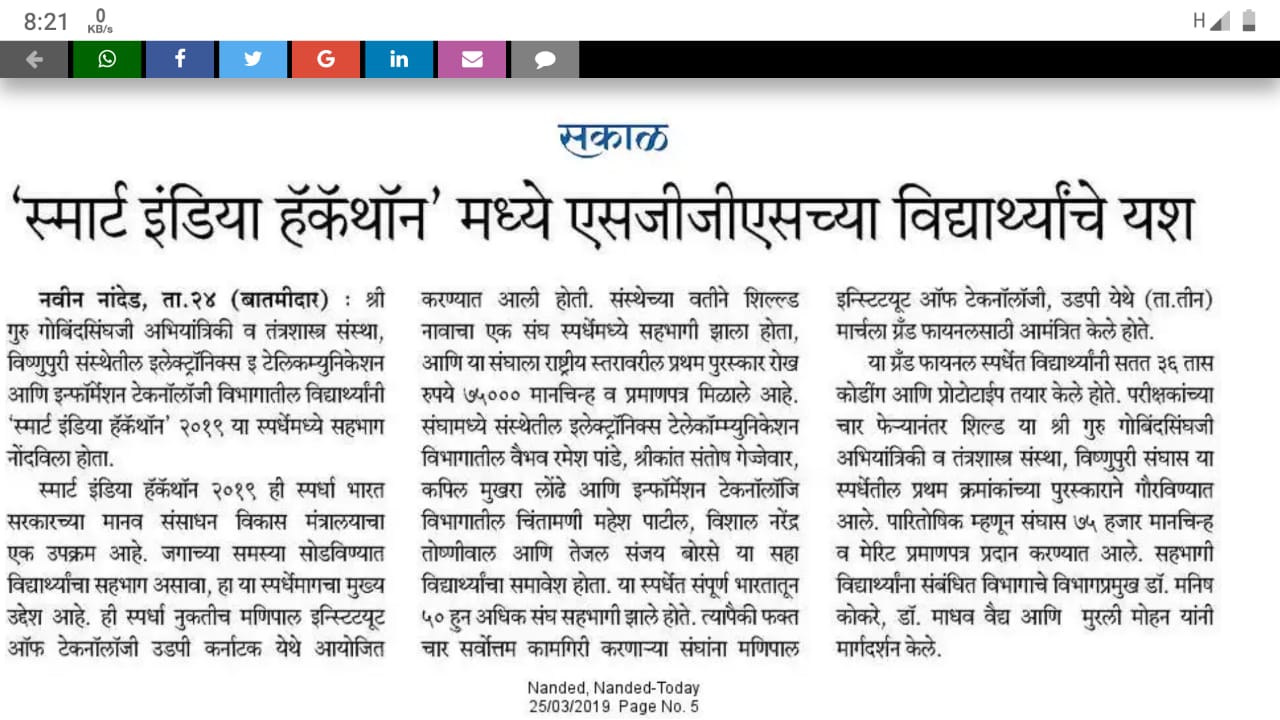 8:21 0 KB/s H
f G in
सकाळ
‘स्मार्ट इंडिया हॅकॅथॉन’ मध्ये एसजीजीएसच्या विद्यार्थ्यांचे यश
नवीन नांदेड, ता.२४ (बातमीदार) : श्री
गुरु गोबिंदसिंघजी अभियांत्रिकी व तंत्रशास्त्र संस्था,
विष्णुपुरी संस्थेतील इलेक्ट्रॉनिक्स इ टेलिकम्युनिकेशन
आणि इन्फॉर्मेशन टेकनॉलॉजी विभागातील विद्यार्थ्यांनी
‘स्मार्ट इंडिया हॅकॅथॉन’ २०१९ या स्पर्धेमध्ये सहभाग
नोंदविला होता.
स्मार्ट इंडिया हॅकॅथॉन २०१९ ही स्पर्धा भारत
सरकारच्या मानव संसाधन विकास मंत्रालयाचा
एक उपक्रम आहे. जगाच्या समस्या सोडविण्यात
विद्यार्थ्यांचा सहभाग असावा, हा या स्पर्धेमागचा मुख्य
उद्देश आहे. ही स्पर्धा नुकतीच मणिपाल इन्स्टिटयूट
ऑफ टेकनॉलॉजी उडपी कर्नाटक येथे आयोजित
करण्यात आली होती. संस्थेच्या वतीने शिल्ल्ड
नावाचा एक संघ स्पर्धेमध्ये सहभागी झाला होता,
आणि या संघाला राष्ट्रीय स्तरावरील प्रथम पुरस्कार रोख
रुपये ७५००० मानचिन्ह व प्रमाणपत्र मिळाले आहे.
संघामध्ये संस्थेतील इलेक्ट्रॉनिक्स टेलेकॉम्म्युनिकेशन
विभागातील वैभव रमेश पांडे, श्रीकांत संतोष गेज्जेवार,
कपिल मुखरा लोंढे आणि इन्फॉर्मेशन टेकनॉलॉजि
विभागातील चिंतामणी महेश पाटील, विशाल नरेंद्र
तोष्णीवाल आणि तेजल संजय बोरसे या सहा
विद्यार्थ्यांचा समावेश होता. या स्पर्धेत संपूर्ण भारतातून
५० हुन अधिक संघ सहभागी झाले होते. त्यापैकी फक्त
चार सर्वोत्तम कामगिरी करणाऱ्या संघांना मणिपाल
इन्स्टिटयूट ऑफ टेकनॉलॉजी, उडपी येथे (ता.तीन)
मार्चला ग्रँड फायनलसाठी आमंत्रित केले होते.
या ग्रँड फायनल स्पर्धेत विद्यार्थ्यांनी सतत ३६ तास
कोडींग आणि प्रोटोटाईप तयार केले होते. परीक्षकांच्या
चार फेऱ्यानंतर शिल्ड या श्री गुरु गोबिंदसिंघजी
अभियांत्रिकी व तंत्रशास्त्र संस्था, विष्णुपुरी संघास या
स्पर्धेतील प्रथम क्रमांकांच्या पुरस्काराने गौरविण्यात
आले. पारितोषिक म्हणून संघास ७५ हजार मानचिन्ह
व मेरिट प्रमाणपत्र प्रदान करण्यात आले. सहभागी
विद्यार्थ्यांना संबंधित विभागाचे विभागप्रमुख डॉ. मनिष
कोकरे, डॉ. माधव वैद्य आणि मुरली मोहन यांनी
मार्गदर्शन केले.
Nanded, Nanded-Today
25/03/2019 Page No. 5